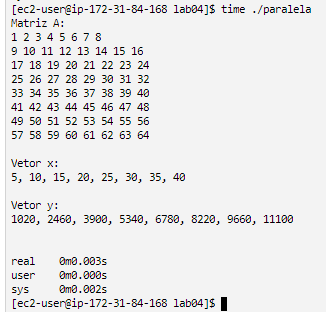 [ec2-user@ip-172-31-84-168 lab04]$ time ./paralela
Matriz A:
1 2 3 4 5 6 7 8
9 10 11 12 13 14 15 16
17 18 19 20 21 22 23 24
25 26 27 28 29 30 31 32
33 34 35 36 37 38 39 40
41 42 43 44 45 46 47 48
49 50 51 52 53 54 55 56
57 58 59 60 61 62 63 64
Vetor x:
5, 10, 15, 20, 25, 30, 35, 40
Vetor y:
1020, 2460, 3900, 5340, 6780, 8220, 9660, 11100
real 0m0.003s
user 0m0.000s
sys 0m0.002s
[ec2-user@ip-172-31-84-168 lab04]$